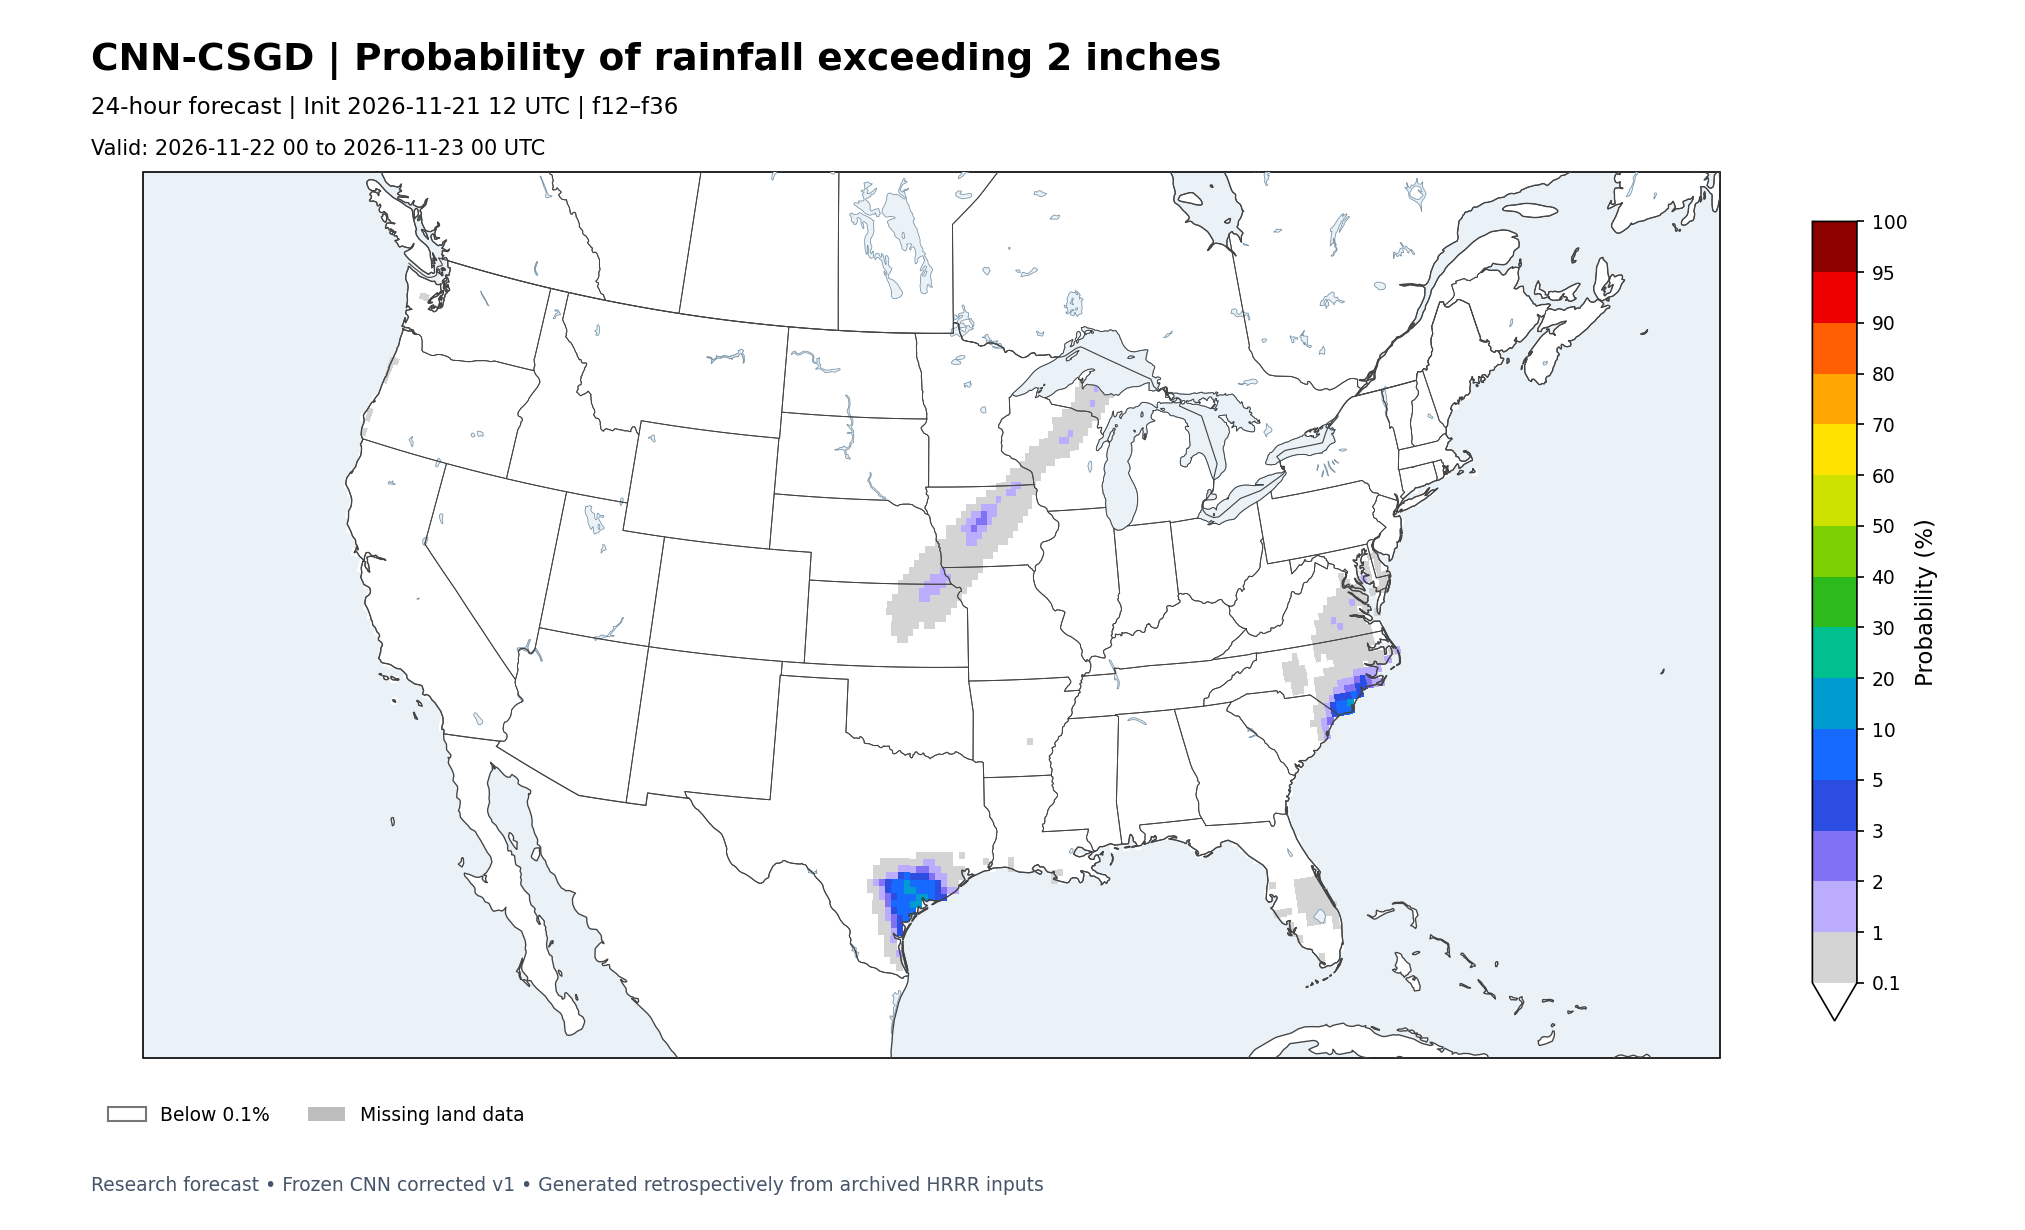 CNN-CSGD | Probability of rainfall exceeding 2 inches
24-hour forecast | Init 2026-11-21 12 UTC | f12–f36
Valid: 2026-11-22 00 to 2026-11-23 00 UTC
100
95
90
80
70
60
50
40
30
20
10
5
3
2
1
0.1
Probability (%)
Below 0.1%
Missing land data
Research forecast • Frozen CNN corrected v1 • Generated retrospectively from archived HRRR inputs